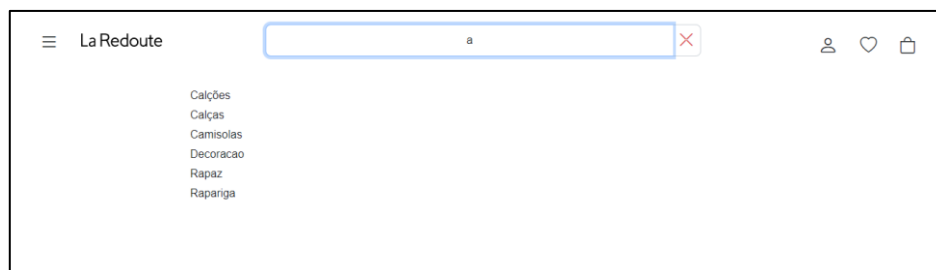 La Redoute
a
Calções
Calças
Camisolas
Decoracao
Rapaz
Rapariga